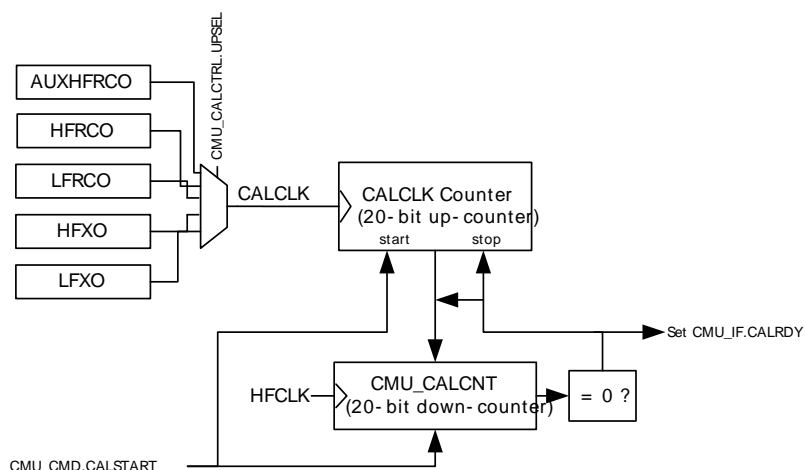 CMU_CALCTRL.UPSEL
AUXHFRCO
HFRCO
LFRCO
HFXO
LFXO
CALCLK
CALCLK Counter
(20-bit up-counter)
start
stop
Set CMU_IF.CALRDY
HFCLK
CMU_CALCNT
(20-bit down-counter)
= 0 ?
CMU_CMD.CALSTART